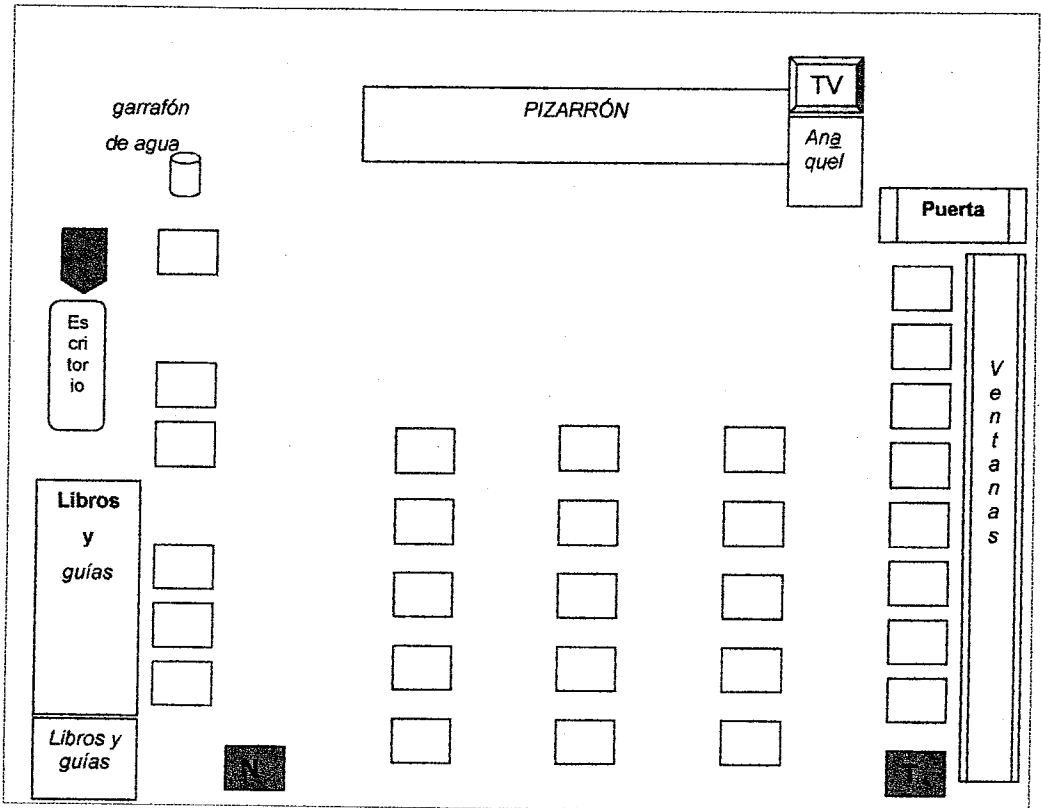 TV
garrafón
de agua
PIZARRÓN
Ana
quel
Puerta
Es
cri
tor
io
V
e
n
t
a
n
a
s
Libros
y
guías
Libros y
guías
N